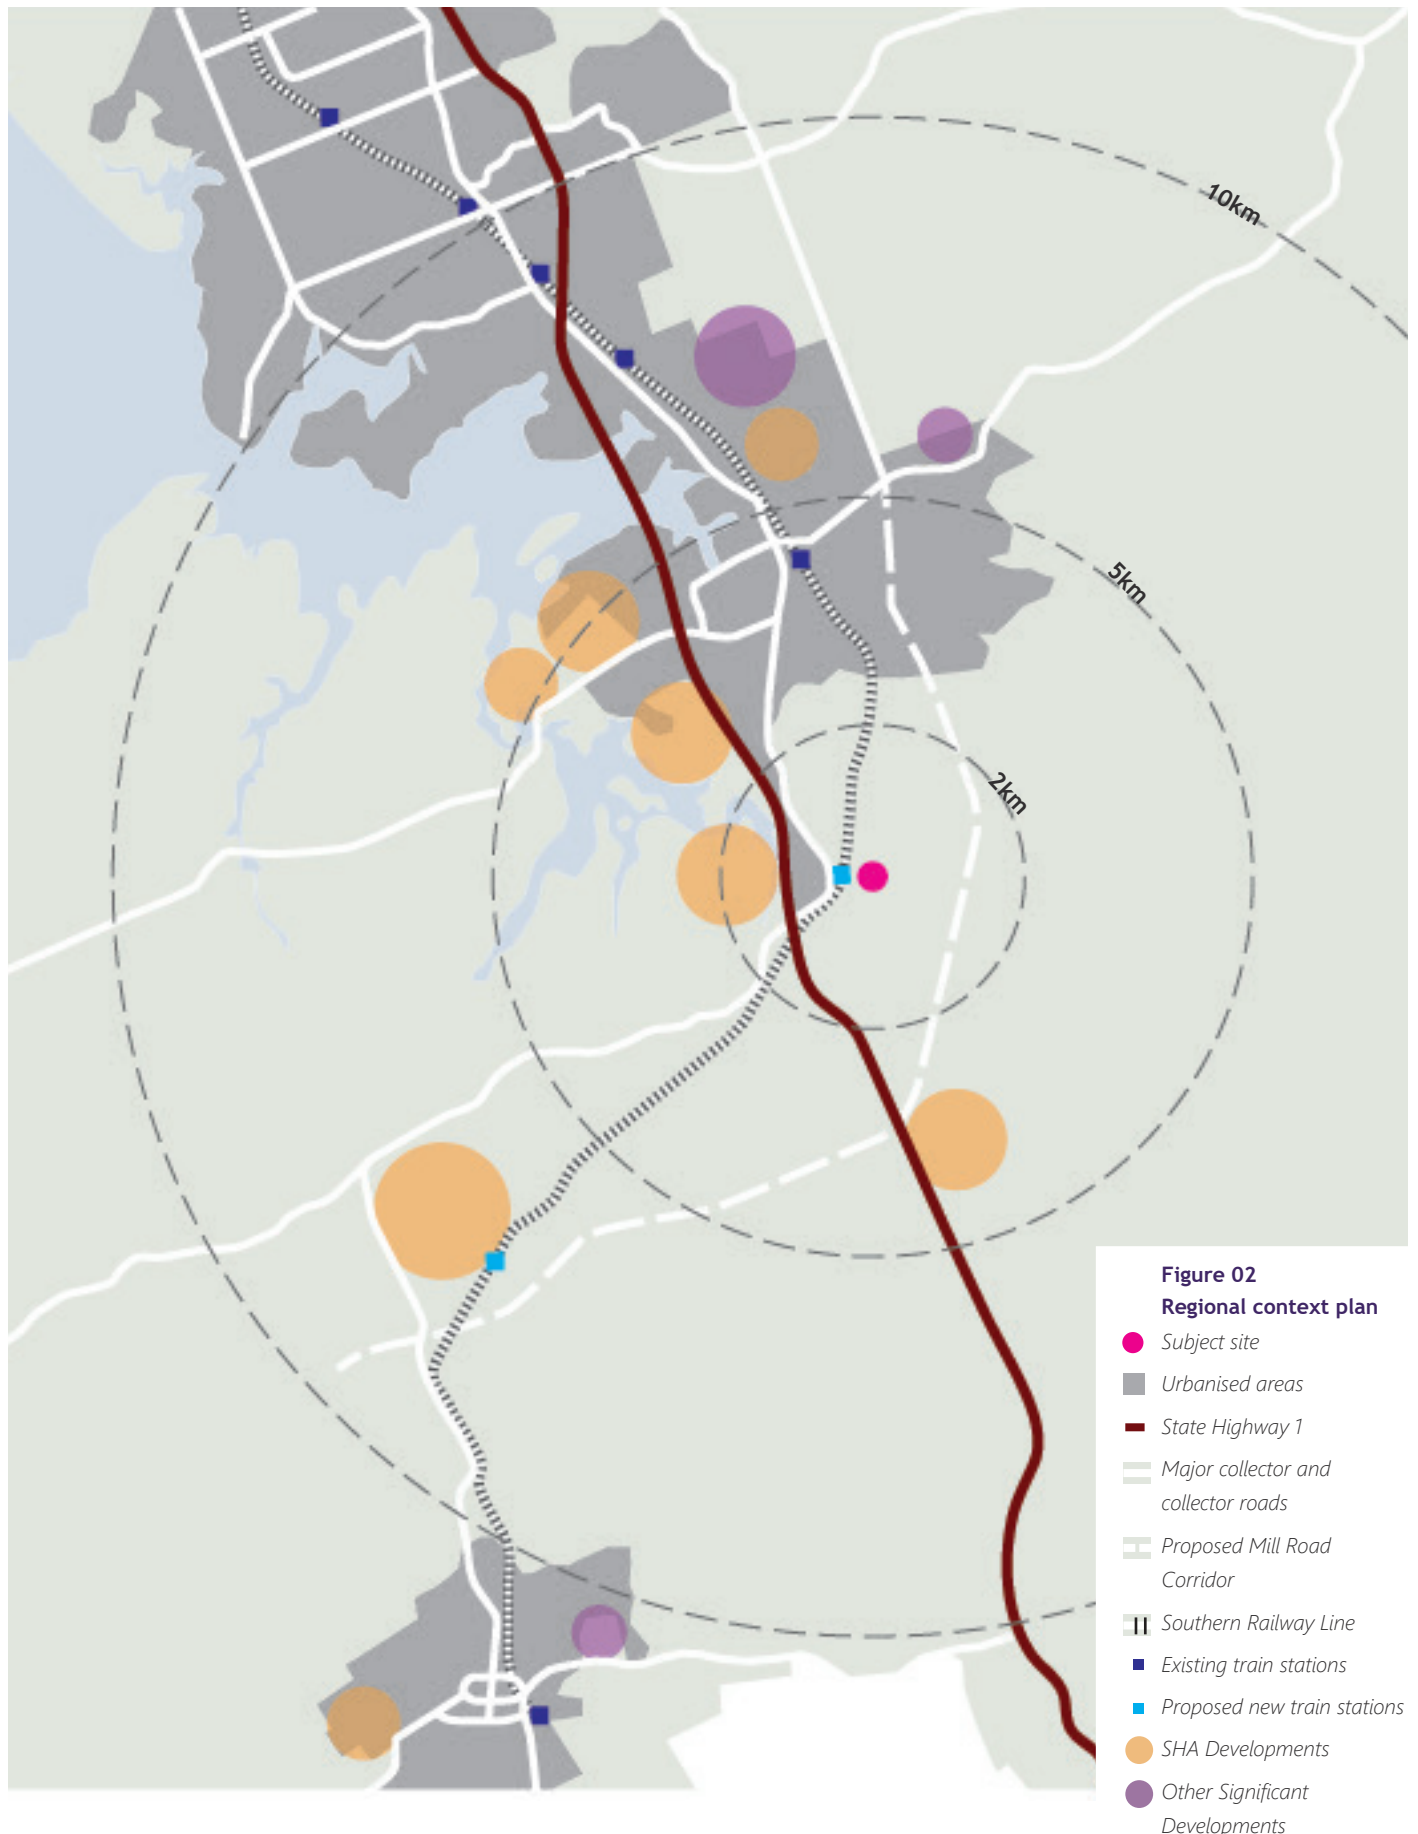 10km
5km
2km
Figure 02
Regional context plan
Subject site
Urbanised areas
State Highway 1
Major collector and
collector roads
Proposed Mill Road
Corridor
Southern Railway Line
Existing train stations
Proposed new train stations
SHA Developments
Other Significant
Developments